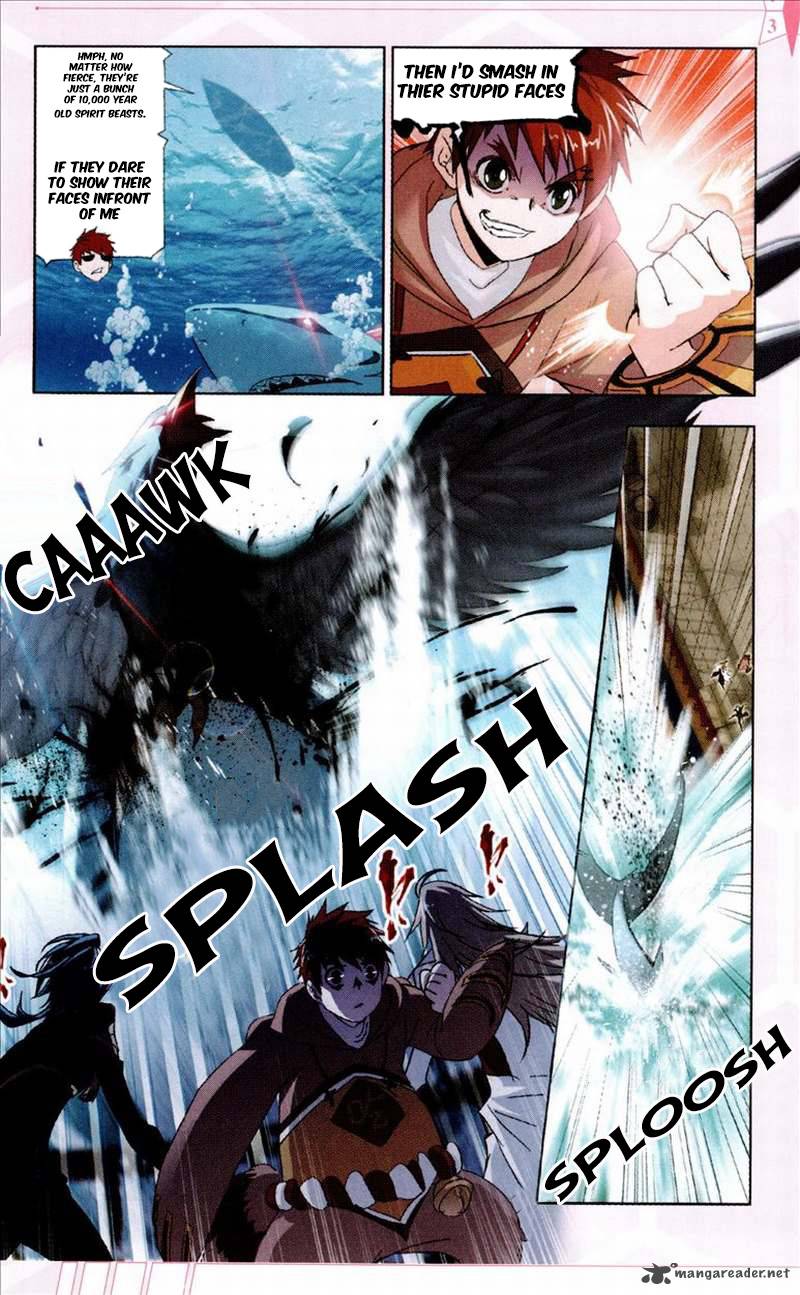 3
HMPH, NO
MATTER HOW
FIERCE, THEY'RE
JUST A BUNCH
OF 10,000 YEAR
OLD SPIRIT BEASTS.
IF THEY DARE
TO SHOW THEIR
FACES INFRONT
OF ME
THEN I'D SMASH IN
THIER STUPID FACES
CAAAWK
SPLASH
SPLOOSH
mangareader.net